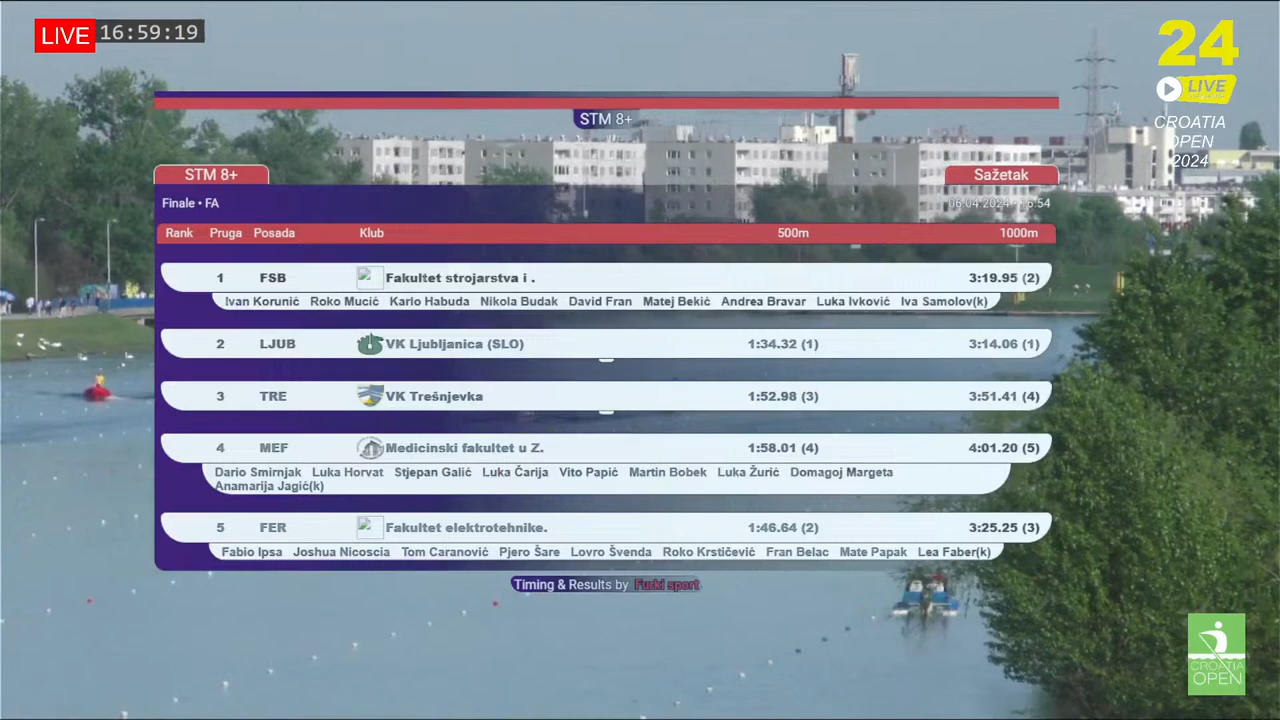 LIVE 16:59:19
24
LIVE
CROATIA
OPEN
2024
STM 8+
STM 8+ Sažetak
Finale • FA 06.04.2024 • 16:54
Rank Pruga Posada Klub 500m 1000m
1 FSB Fakultet strojarstva i . 3:19.95 (2)
Ivan Korunić Roko Mucić Karlo Habuda Nikola Budak David Fran Matej Bekić Andrea Bravar Luka Ivković Iva Samolov(k)
2 LJUB VK Ljubljanica (SLO) 1:34.32 (1) 3:14.06 (1)
3 TRE VK Trešnjevka 1:52.98 (3) 3:51.41 (4)
4 MEF Medicinski fakultet u Z. 1:58.01 (4) 4:01.20 (5)
Dario Smirnjak Luka Horvat Stjepan Galić Luka Čarija Vito Papić Martin Bobek Luka Žurić Domagoj Margeta
Anamarija Jagić(k)
5 FER Fakultet elektrotehnike. 1:46.64 (2) 3:25.25 (3)
Fabio Ipsa Joshua Nicoscia Tom Caranović Pjero Šare Lovro Švenda Roko Krstičević Fran Belac Mate Papak Lea Faber(k)
Timing & Results by Furki sport
CROATIA
OPEN